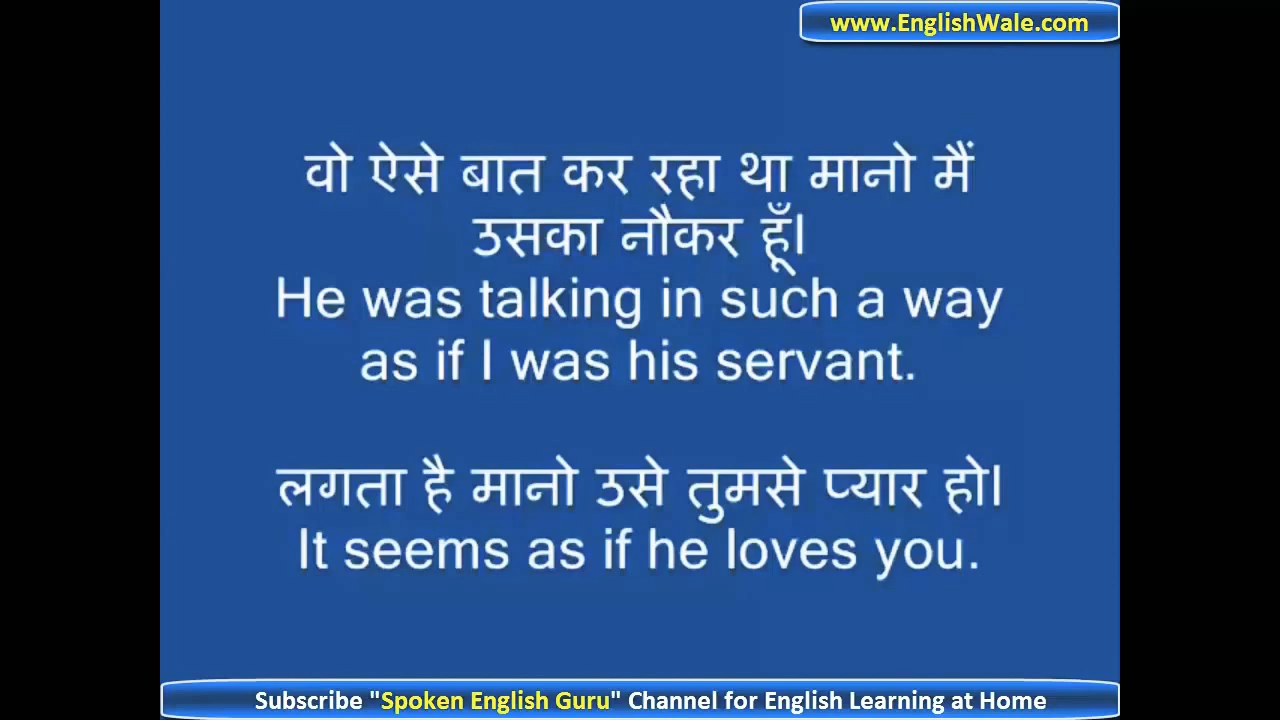 www.EnglishWale.com
वो ऐसे बात कर रहा था मानो मैं
उसका नौकर हूँ।
He was talking in such a way
as if I was his servant.
लगता है मानो उसे तुमसे प्यार हो।
It seems as if he loves you.
Subscribe "Spoken English Guru" Channel for English Learning at Home